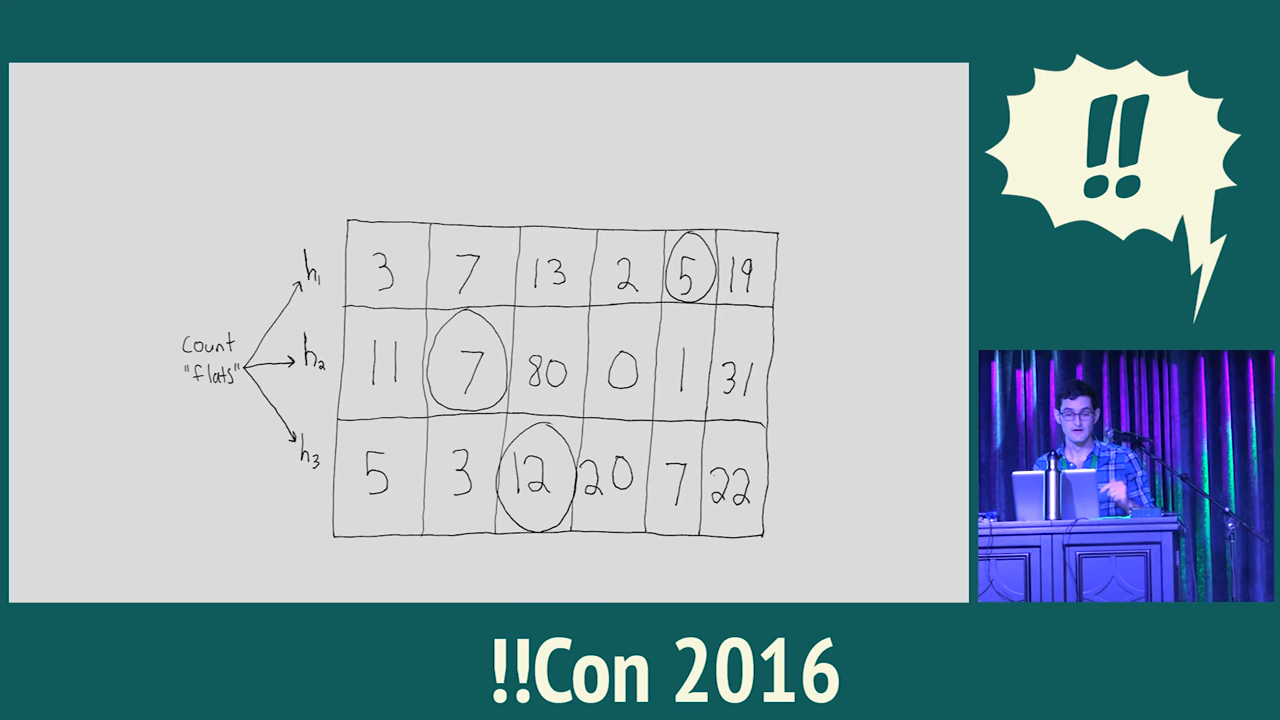 !!
h1 3 7 13 2 5 19
count
"flats"
h2 11 7 80 0 1 31
h3 5 3 12 20 7 22
!!Con 2016